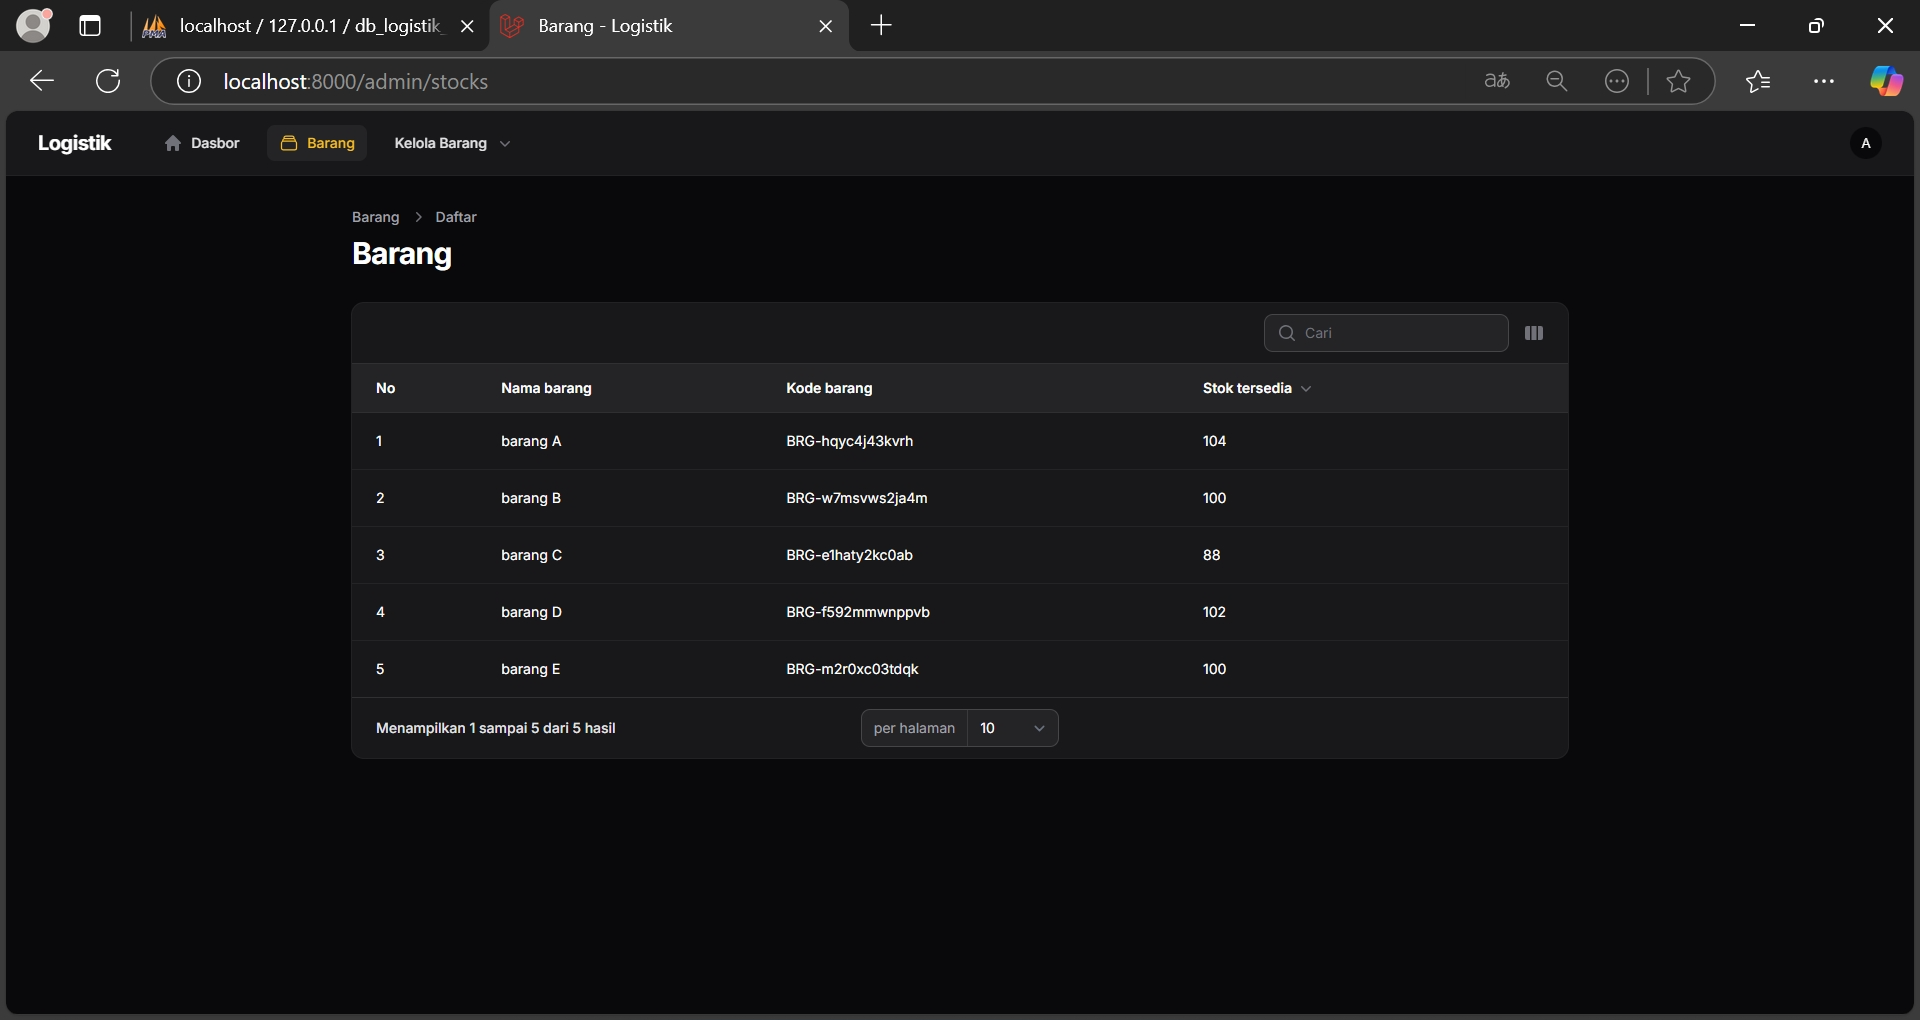 localhost / 127.0.0.1 / db_logistik_
Barang - Logistik
localhost:8000/admin/stocks
aあ
Logistik
Dasbor
Barang
Kelola Barang
A
Barang > Daftar
Barang
Cari
No Nama barang Kode barang Stok tersedia
1 barang A BRG-hqyc4j43kvrh 104
2 barang B BRG-w7msvws2ja4m 100
3 barang C BRG-e1haty2kc0ab 88
4 barang D BRG-f592mmwnppvb 102
5 barang E BRG-m2r0xc03tdqk 100
Menampilkan 1 sampai 5 dari 5 hasil
per halaman 10